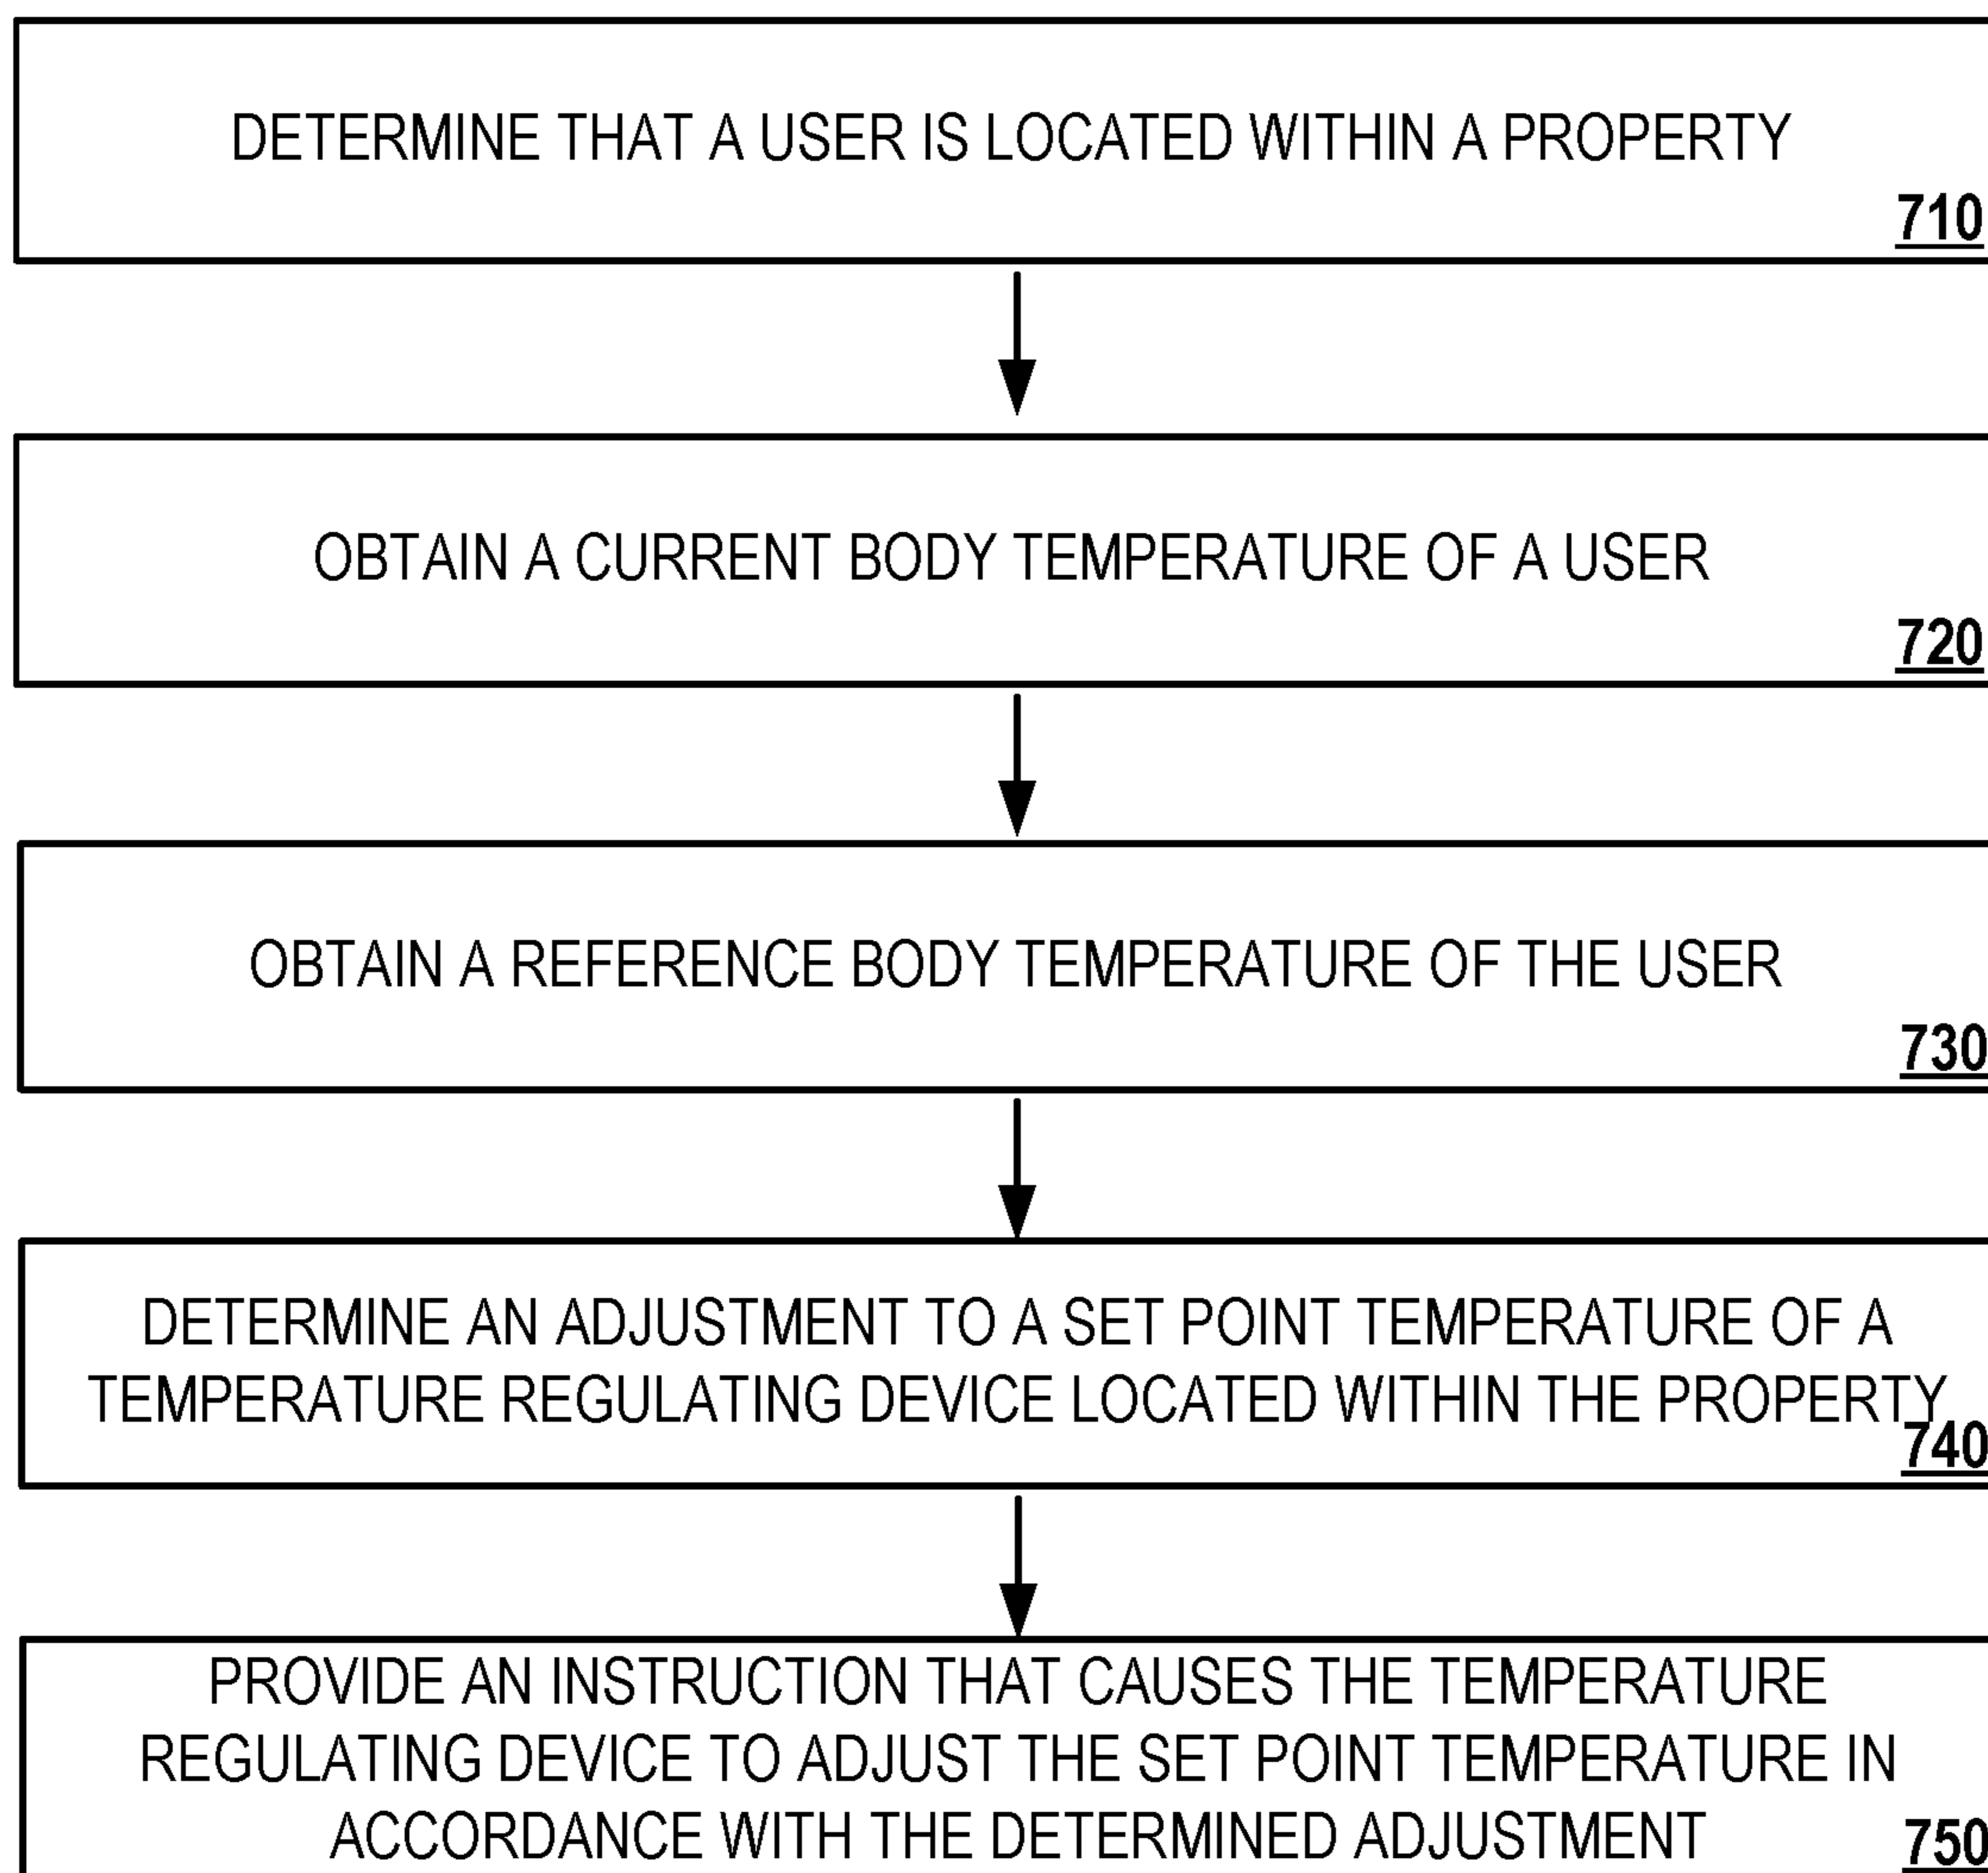 DETERMINE THAT A USER IS LOCATED WITHIN A PROPERTY
710
OBTAIN A CURRENT BODY TEMPERATURE OF A USER
720
OBTAIN A REFERENCE BODY TEMPERATURE OF THE USER
730
DETERMINE AN ADJUSTMENT TO A SET POINT TEMPERATURE OF A
TEMPERATURE REGULATING DEVICE LOCATED WITHIN THE PROPERTY
740
PROVIDE AN INSTRUCTION THAT CAUSES THE TEMPERATURE
REGULATING DEVICE TO ADJUST THE SET POINT TEMPERATURE IN
ACCORDANCE WITH THE DETERMINED ADJUSTMENT
750